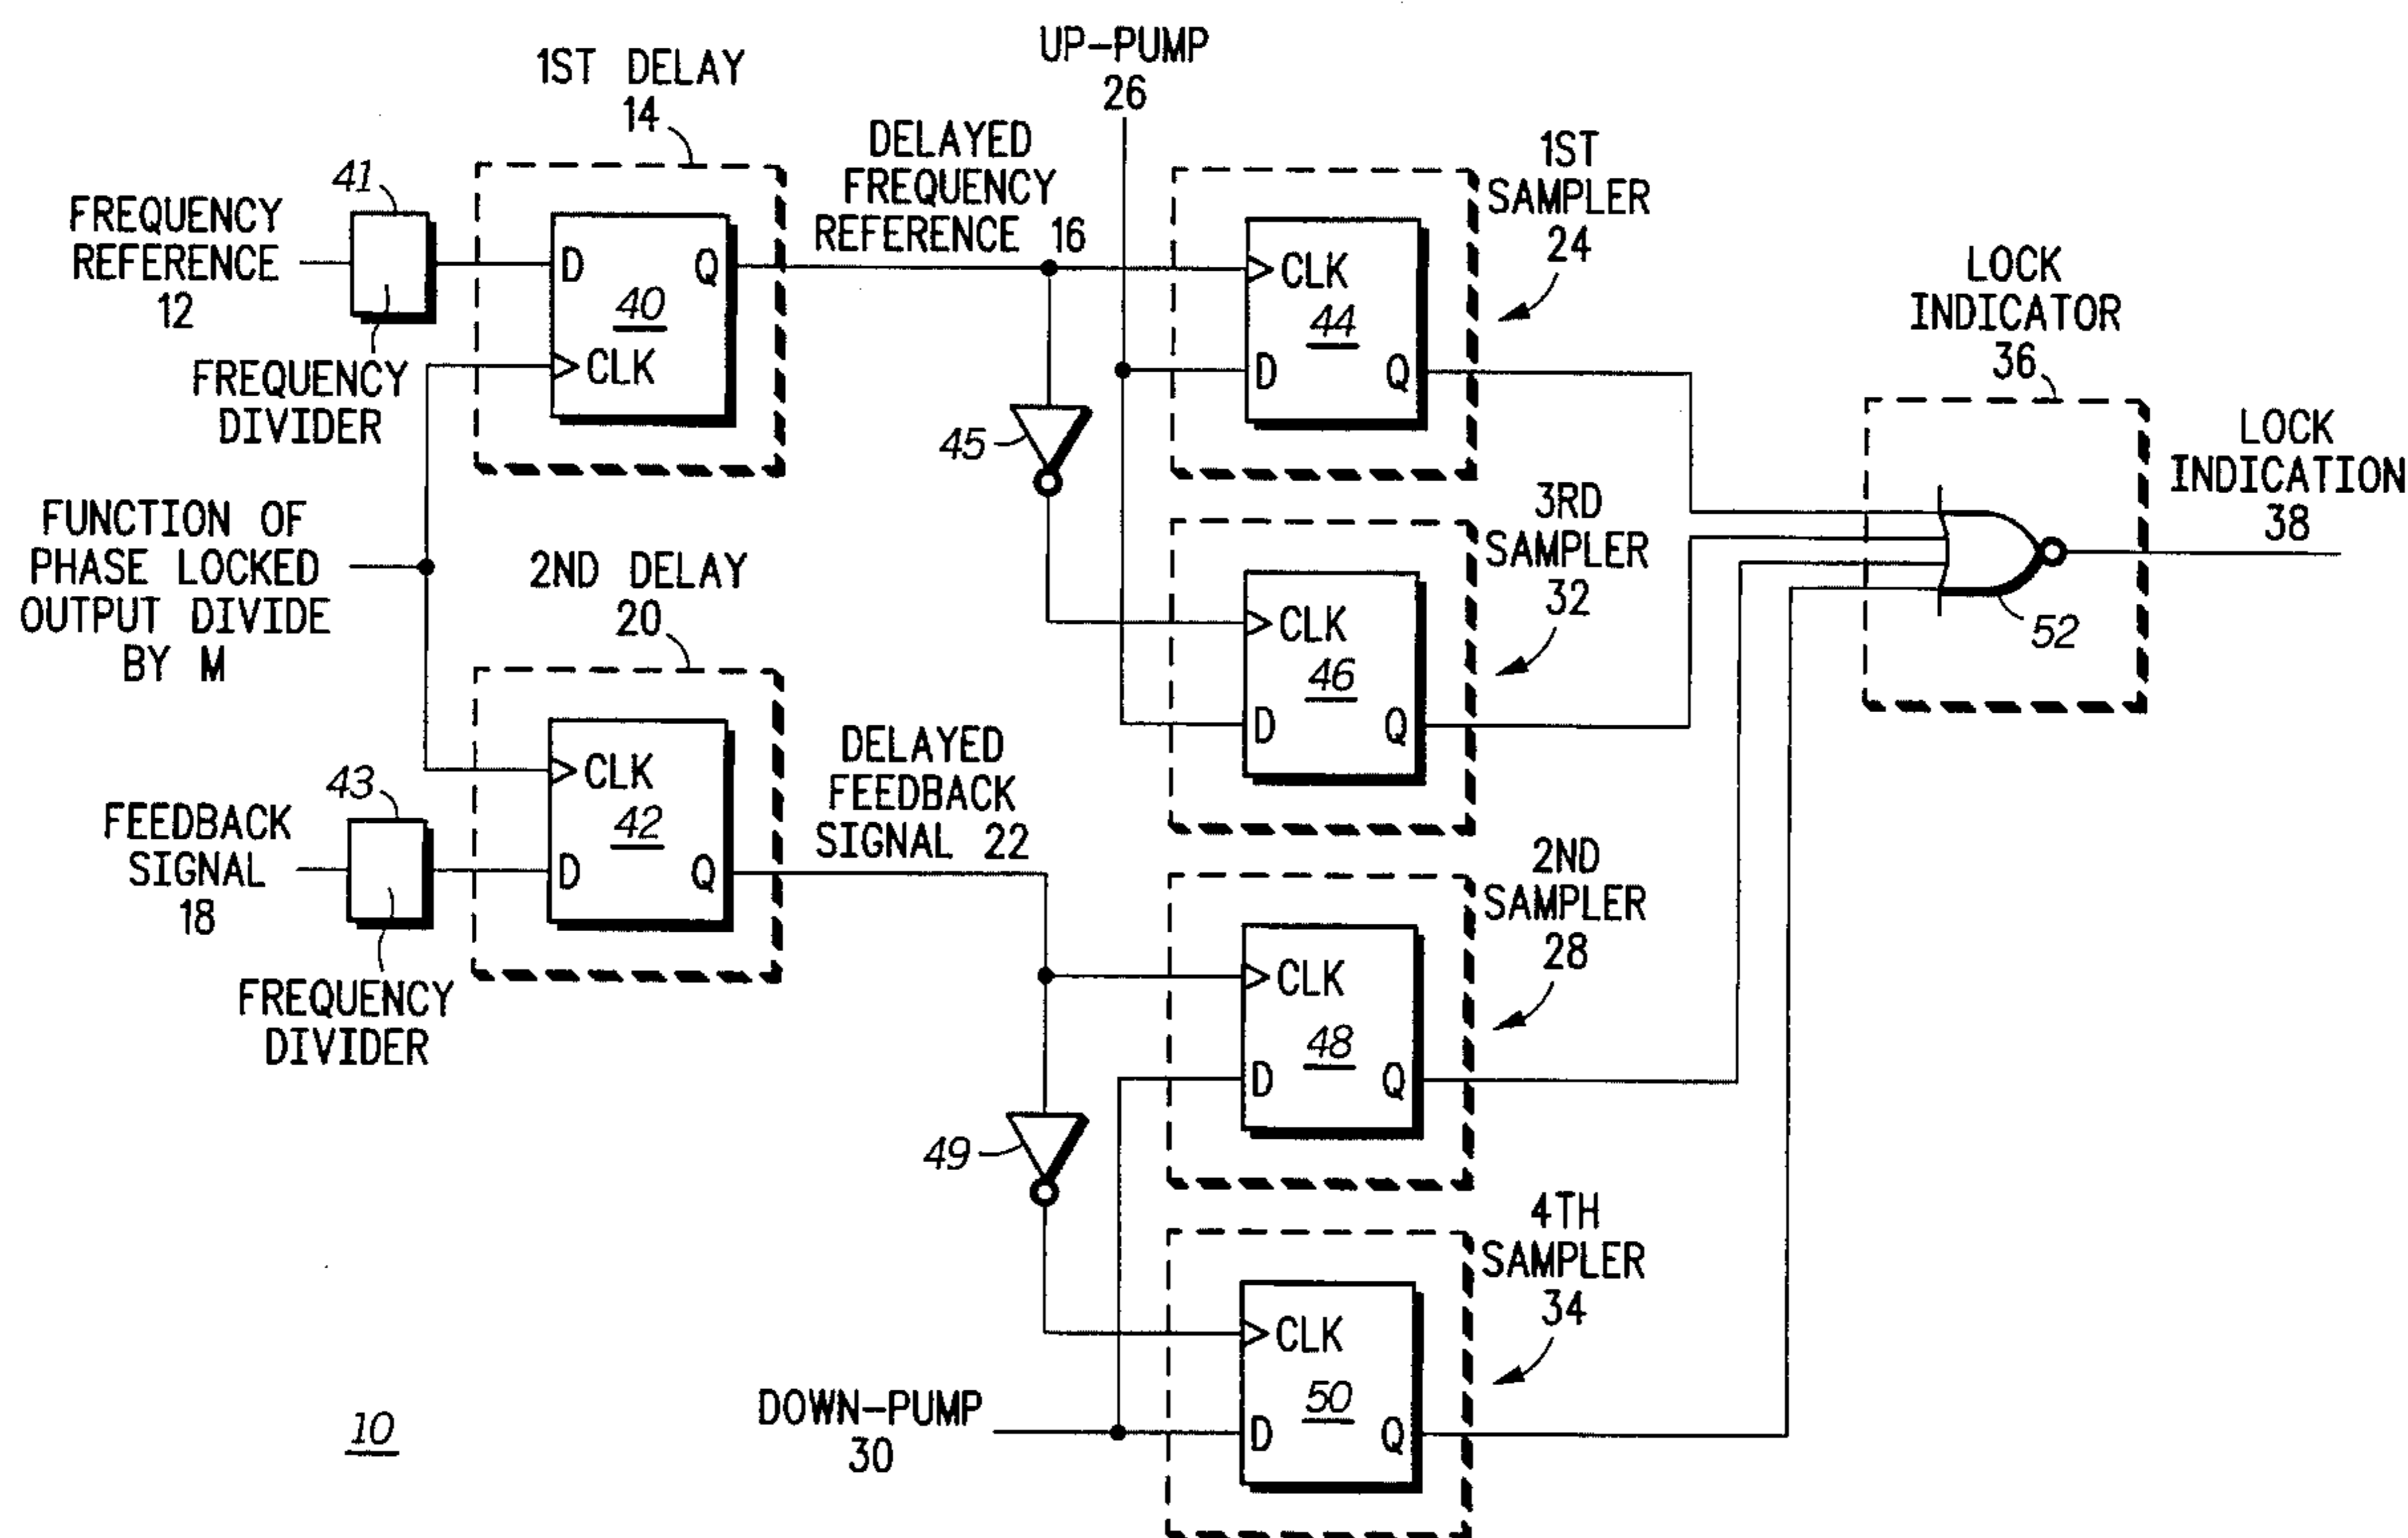 UP-PUMP
26
1ST DELAY
14
DELAYED
FREQUENCY
REFERENCE 16
1ST
SAMPLER
24
41
FREQUENCY
REFERENCE
12
D
Q
40
CLK
FREQUENCY
DIVIDER
CLK
44
D
Q
LOCK
INDICATOR
36
LOCK
INDICATION
38
45
FUNCTION OF
PHASE LOCKED
OUTPUT DIVIDE
BY M
3RD
SAMPLER
32
CLK
46
D
Q
52
2ND DELAY
20
43
FEEDBACK
SIGNAL
18
CLK
42
D
Q
DELAYED
FEEDBACK
SIGNAL 22
FREQUENCY
DIVIDER
2ND
SAMPLER
28
CLK
48
D
Q
49
4TH
SAMPLER
34
CLK
50
D
Q
DOWN-PUMP
30
10